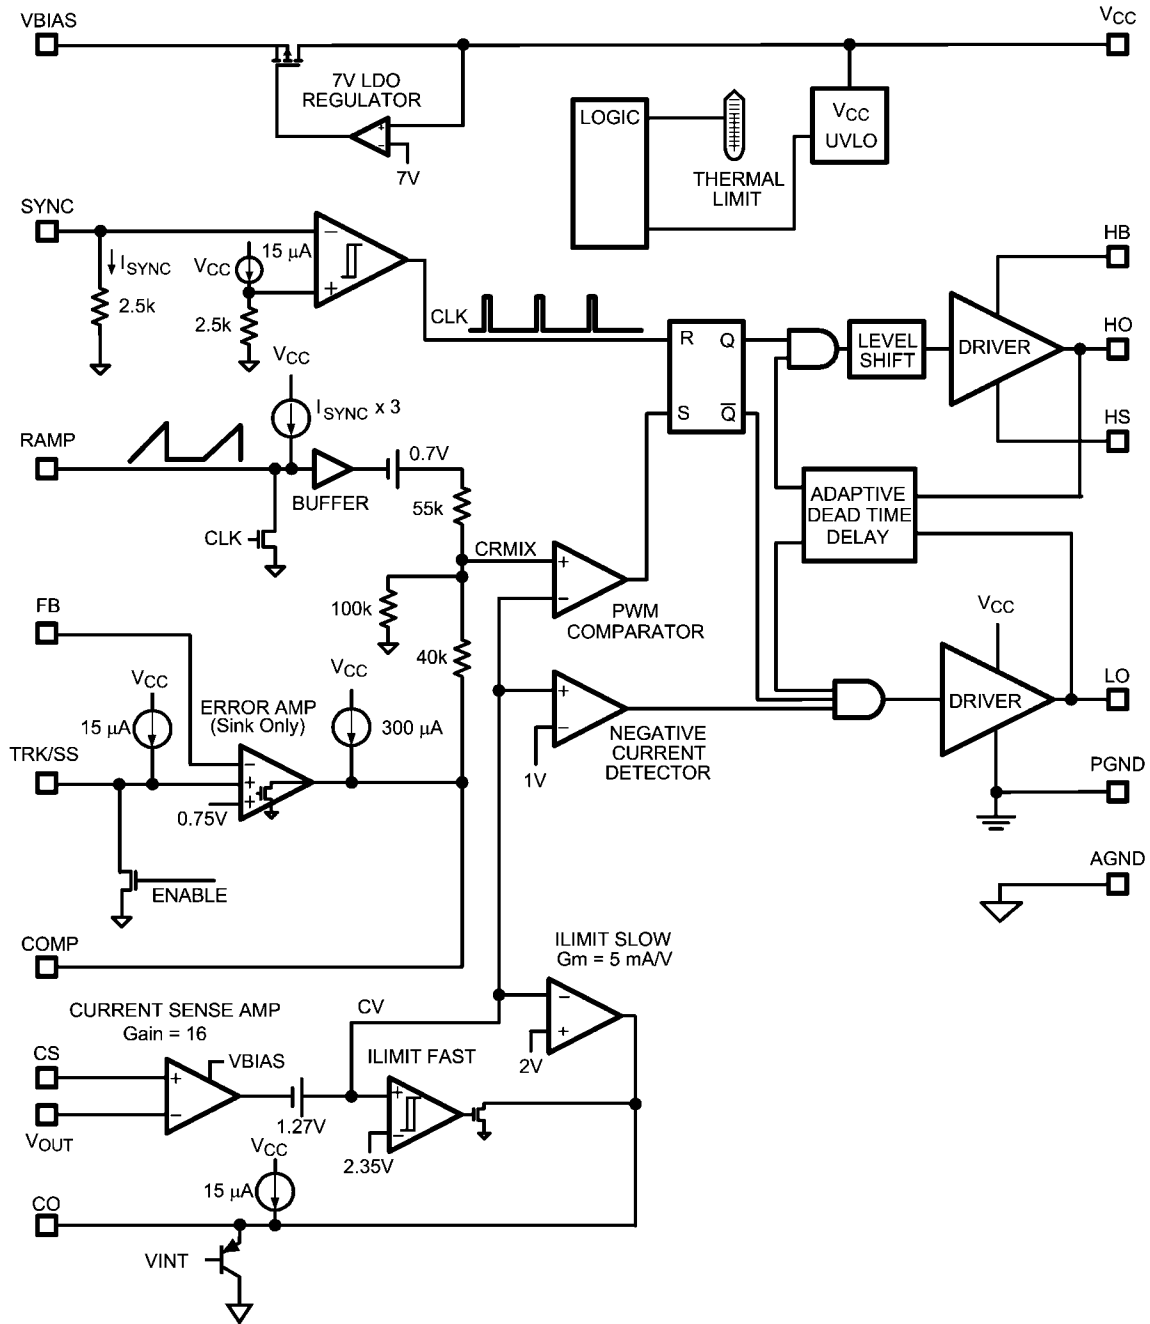 VBIAS
VCC
7V LDO
REGULATOR
+
−
7V
LOGIC
THERMAL
LIMIT
VCC
UVLO
SYNC
ISYNC
2.5k
VCC
15 µA
2.5k
−
+
CLK
HB
HO
HS
R
Q
S
Q̅
LEVEL
SHIFT
DRIVER
VCC
ISYNC x 3
RAMP
BUFFER
0.7V
55k
CLK
CRMIX
100k
40k
+
−
PWM
COMPARATOR
ADAPTIVE
DEAD TIME
DELAY
FB
VCC
15 µA
ERROR AMP
(Sink Only)
VCC
300 µA
TRK/SS
−
+
+
0.75V
ENABLE
+
−
1V
NEGATIVE
CURRENT
DETECTOR
VCC
DRIVER
LO
PGND
AGND
COMP
ILIMIT SLOW
Gm = 5 mA/V
−
+
2V
CURRENT SENSE AMP
Gain = 16
CS
VOUT
+
−
VBIAS
1.27V
CV
ILIMIT FAST
+
−
2.35V
VCC
15 µA
CO
VINT